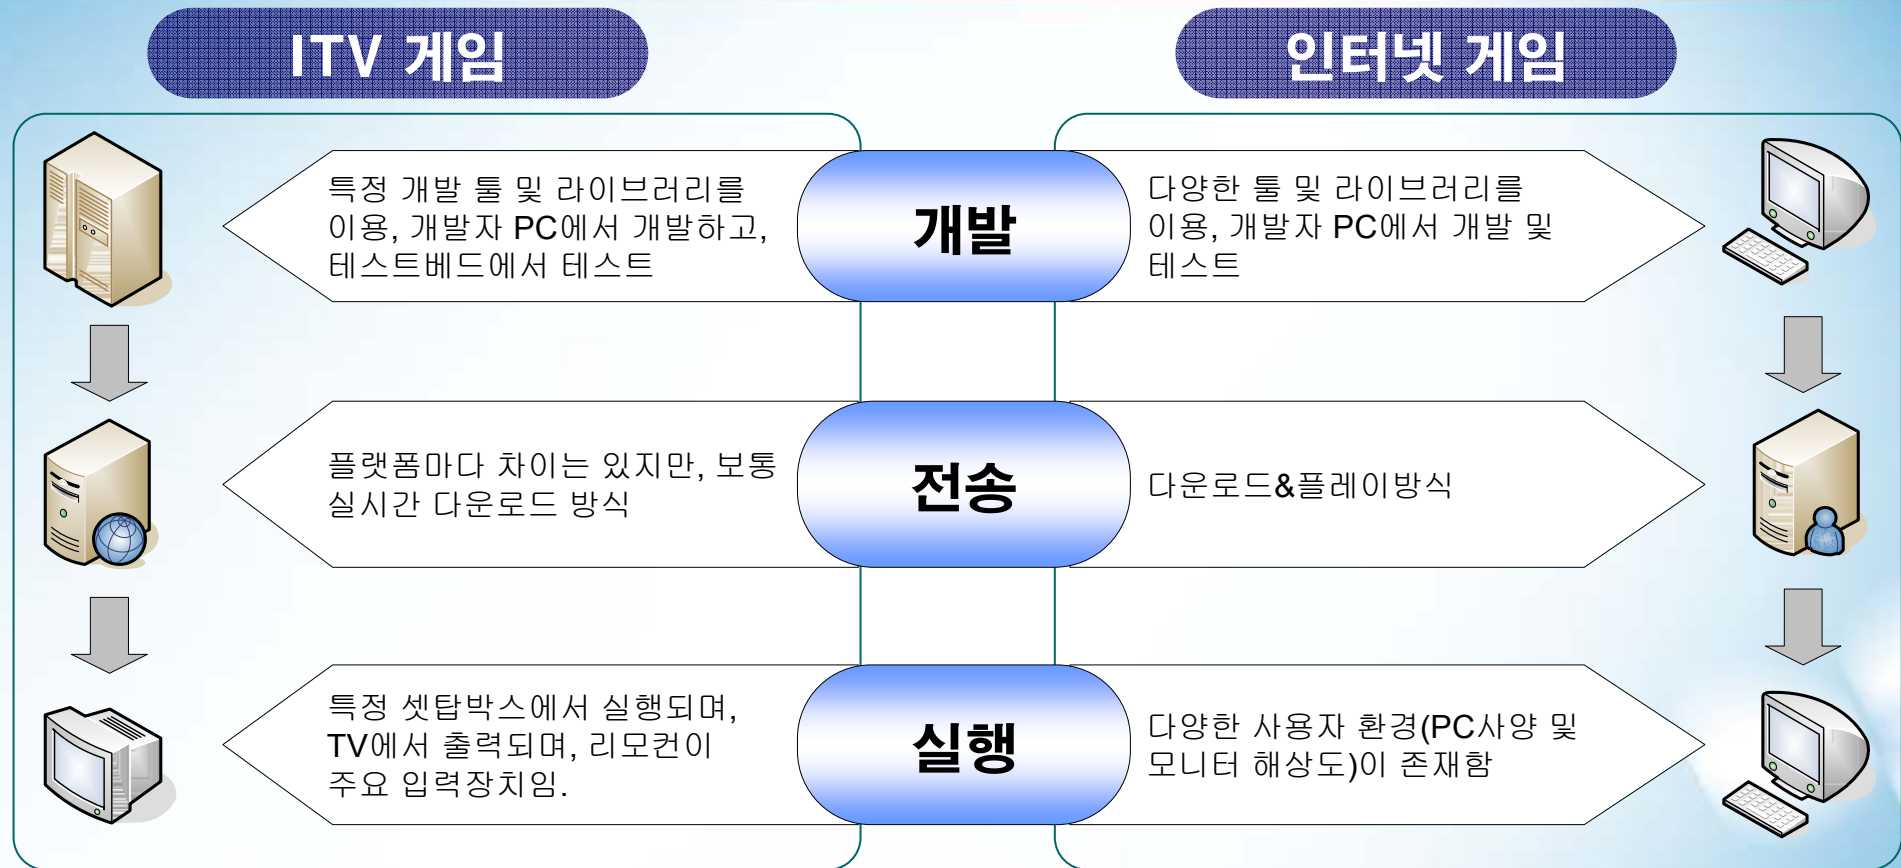 ITV 게임
인터넷 게임
특정 개발 툴 및 라이브러리를
이용, 개발자 PC에서 개발하고,
테스트베드에서 테스트
개발
다양한 툴 및 라이브러리를
이용, 개발자 PC에서 개발 및
테스트
플랫폼마다 차이는 있지만, 보통
실시간 다운로드 방식
전송
다운로드&플레이방식
특정 셋탑박스에서 실행되며,
TV에서 출력되며, 리모컨이
주요 입력장치임.
실행
다양한 사용자 환경(PC사양 및
모니터 해상도)이 존재함